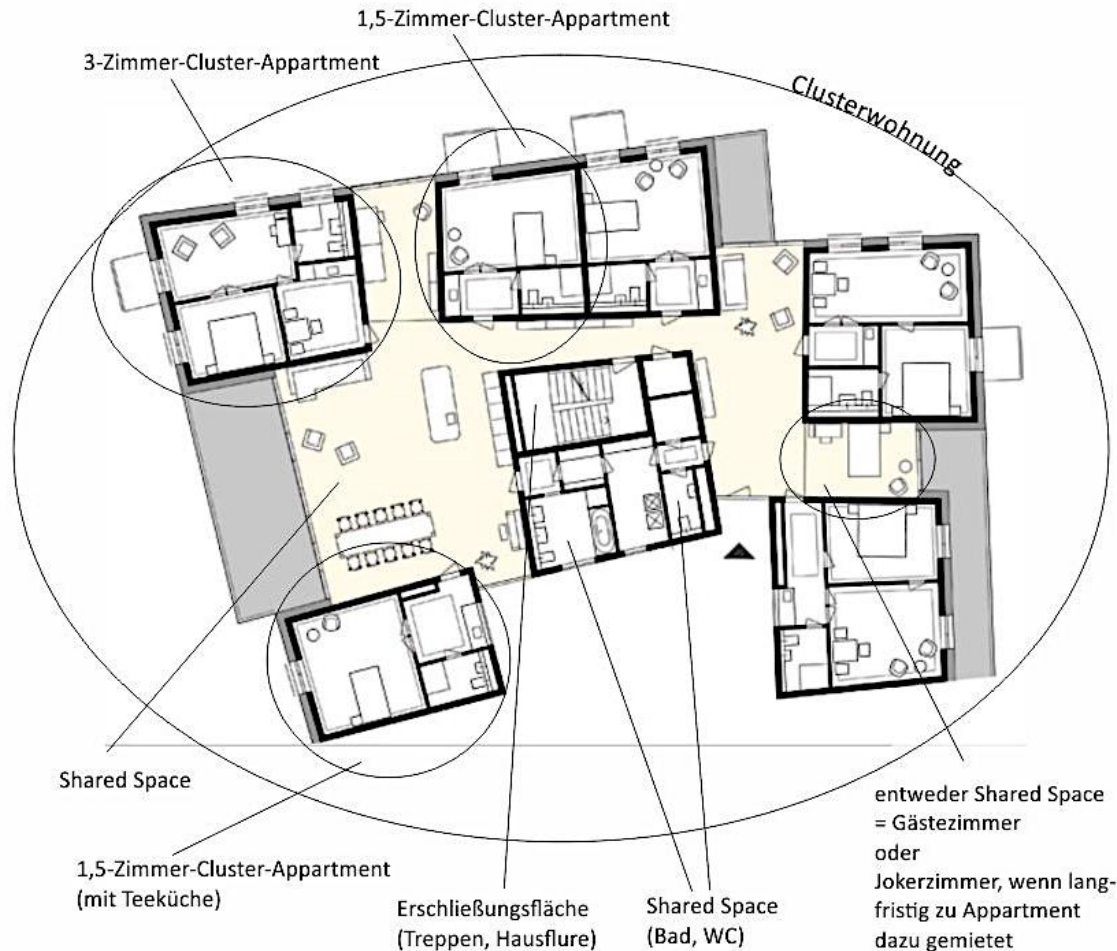 1,5-Zimmer-Cluster-Appartment
3-Zimmer-Cluster-Appartment
Clusterwohnung
Shared Space
1,5-Zimmer-Cluster-Appartment
(mit Teeküche)
Erschließungsfläche
(Treppen, Hausflure)
Shared Space
(Bad, WC)
entweder Shared Space
= Gästezimmer
oder
Jokerzimmer, wenn lang-
fristig zu Appartment
dazu gemietet